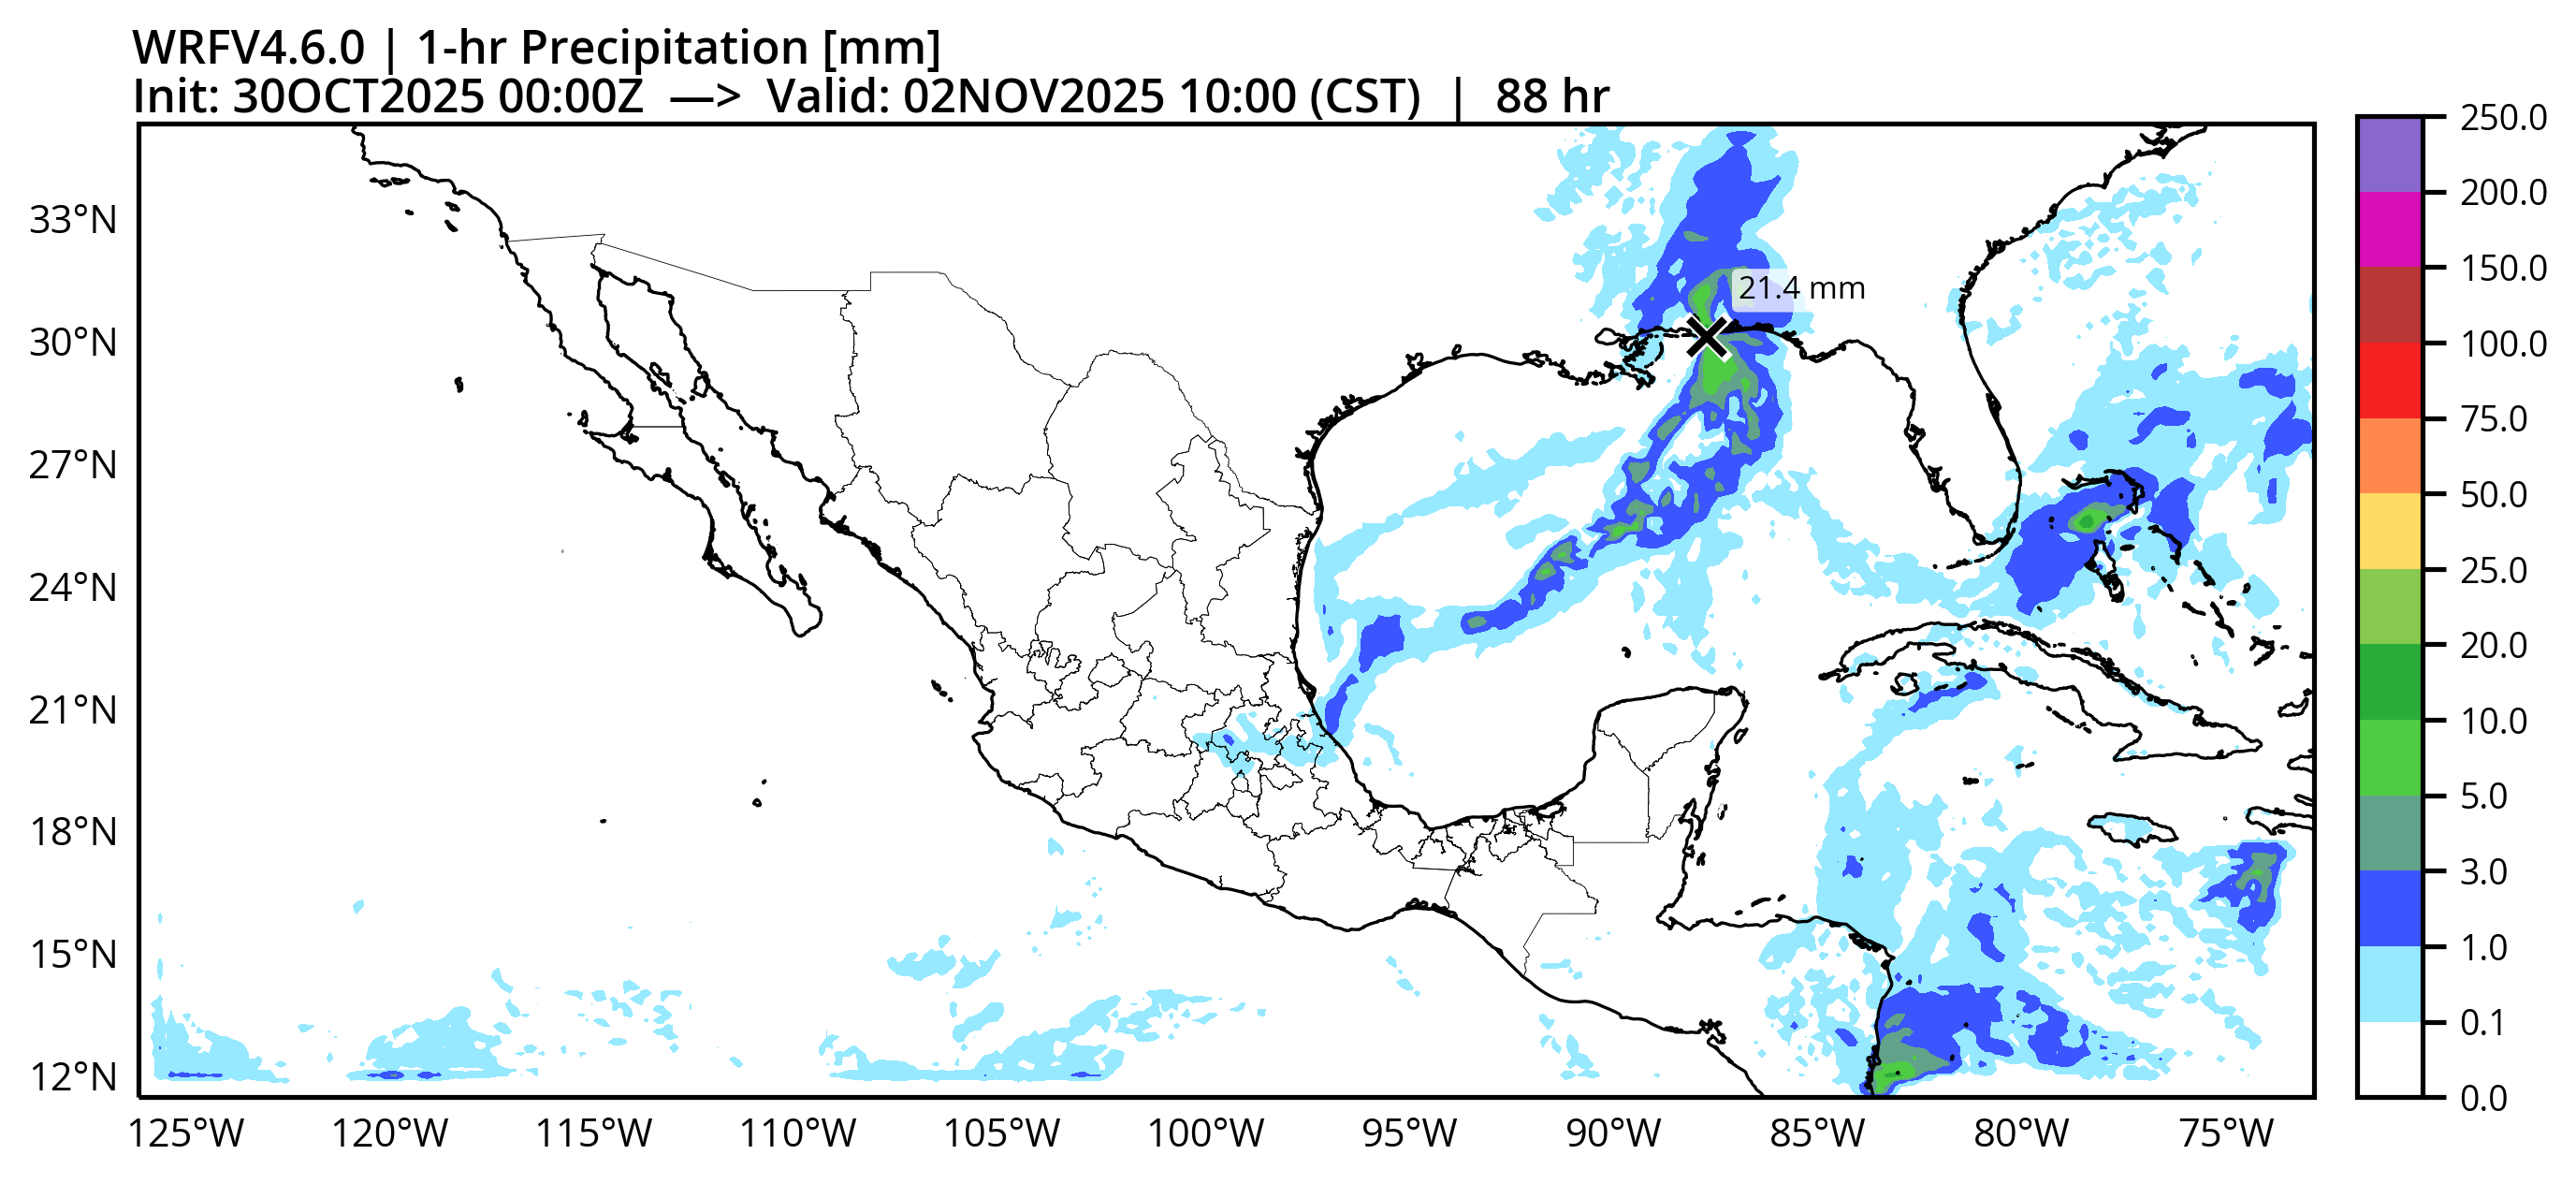 WRFV4.6.0 | 1-hr Precipitation [mm]
Init: 30OCT2025 00:00Z —> Valid: 02NOV2025 10:00 (CST) | 88 hr
33°N
30°N
27°N
24°N
21°N
18°N
15°N
12°N
21.4 mm
125°W 120°W 115°W 110°W 105°W 100°W 95°W 90°W 85°W 80°W 75°W
250.0
200.0
150.0
100.0
75.0
50.0
25.0
20.0
10.0
5.0
3.0
1.0
0.1
0.0